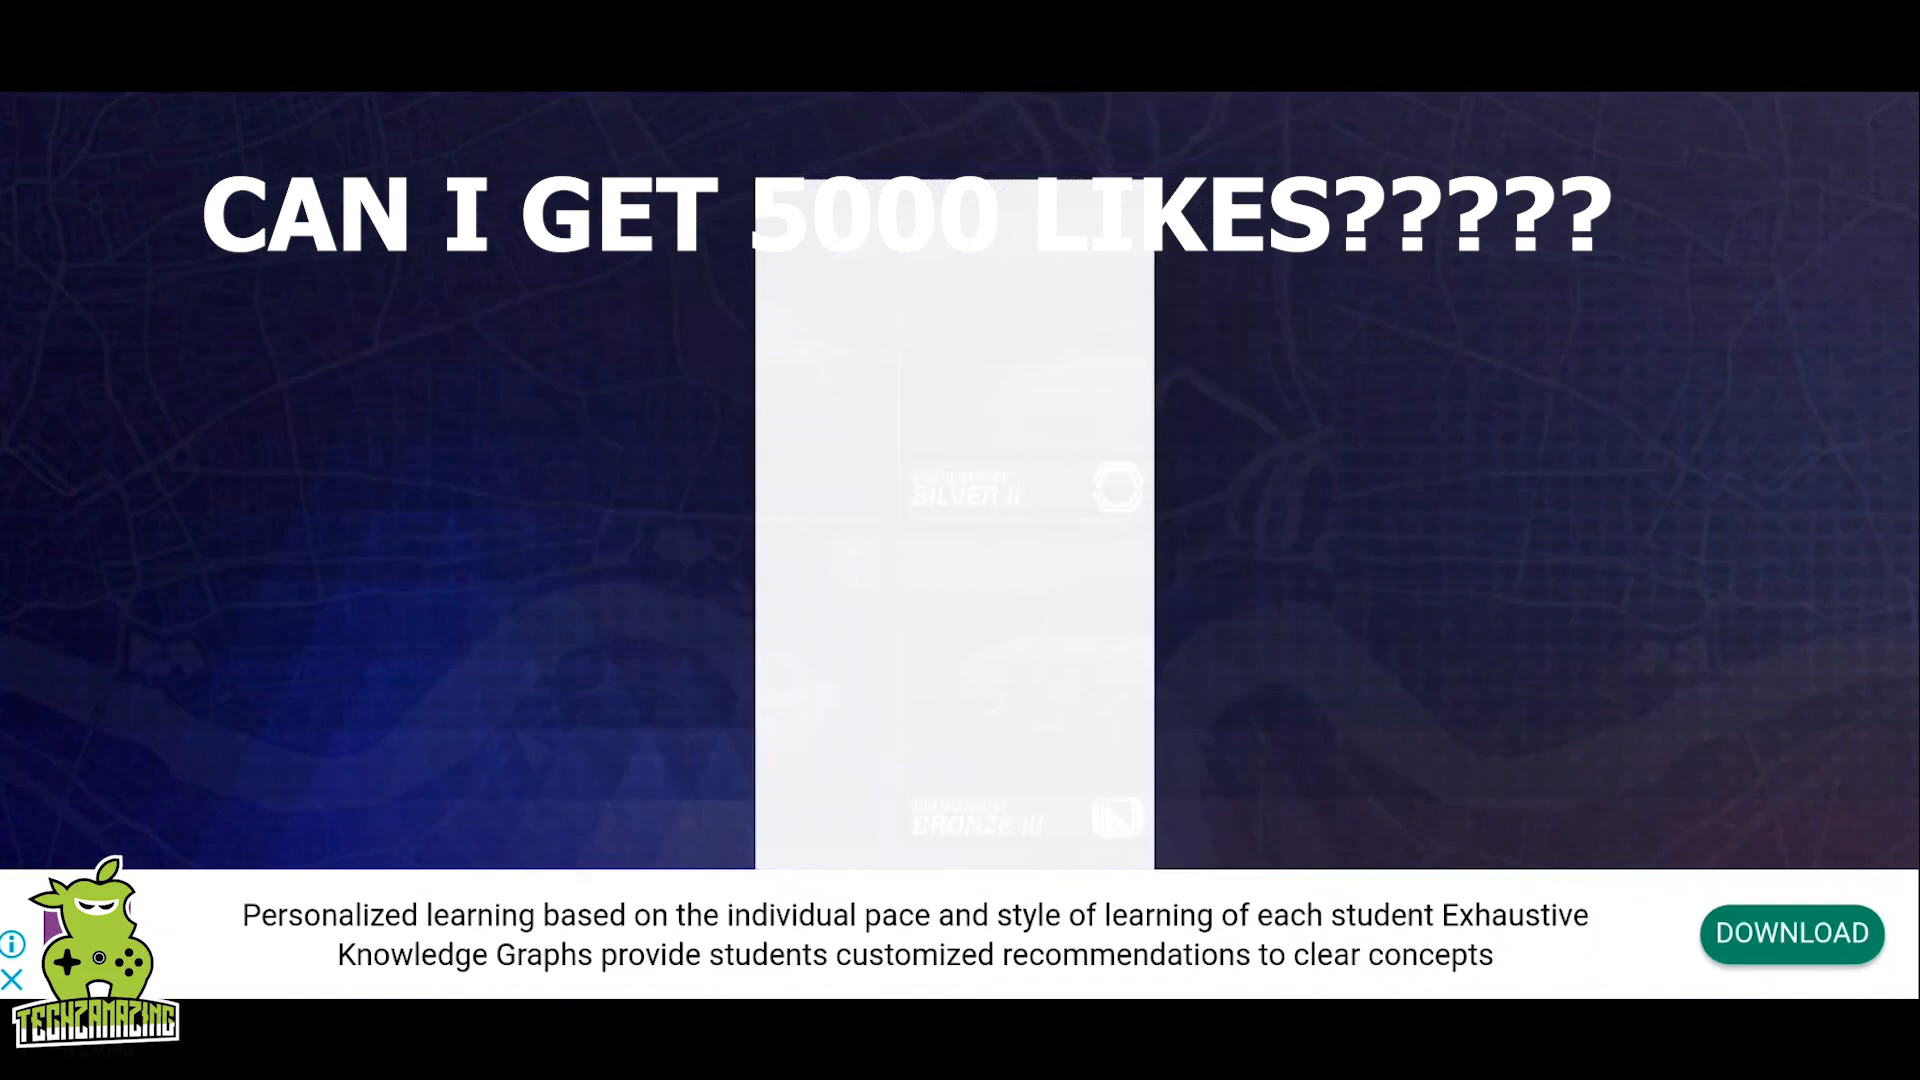 CAN I GET 5000 LIKES?????
SILVER II
BRONZE III
Personalized learning based on the individual pace and style of learning of each student Exhaustive
Knowledge Graphs provide students customized recommendations to clear concepts
DOWNLOAD
TECHZAMAZING